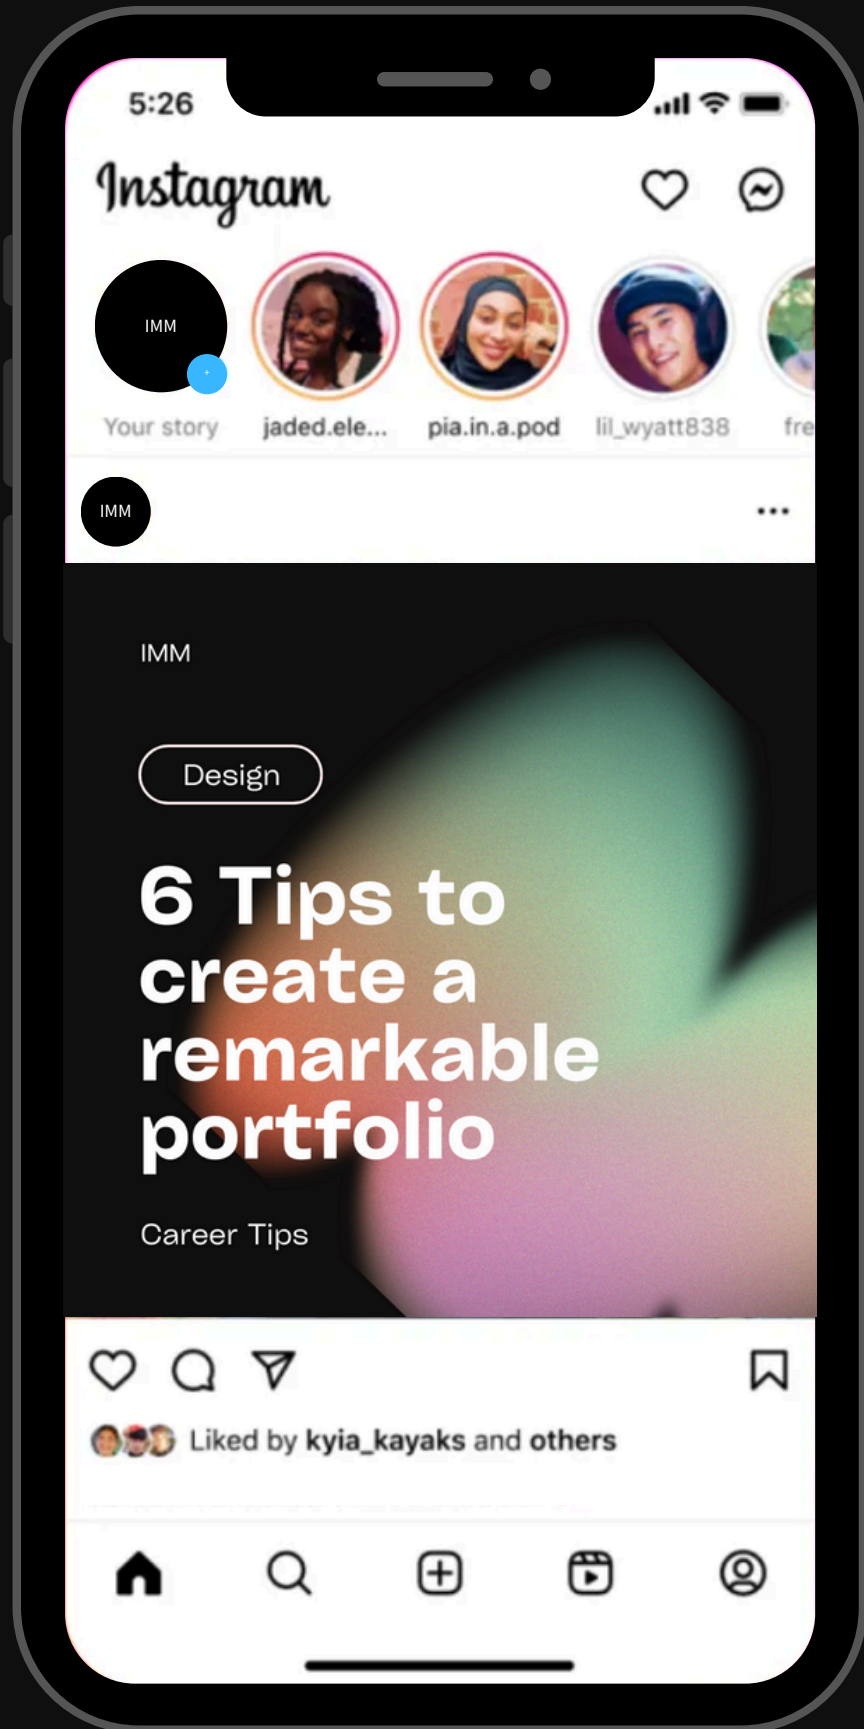 5:26
Instagram
IMM
+
Your story
jaded.ele...
pia.in.a.pod
lil_wyatt838
fre
IMM
IMM
Design
6 Tips to
create a
remarkable
portfolio
Career Tips
Liked by kyia_kayaks and others